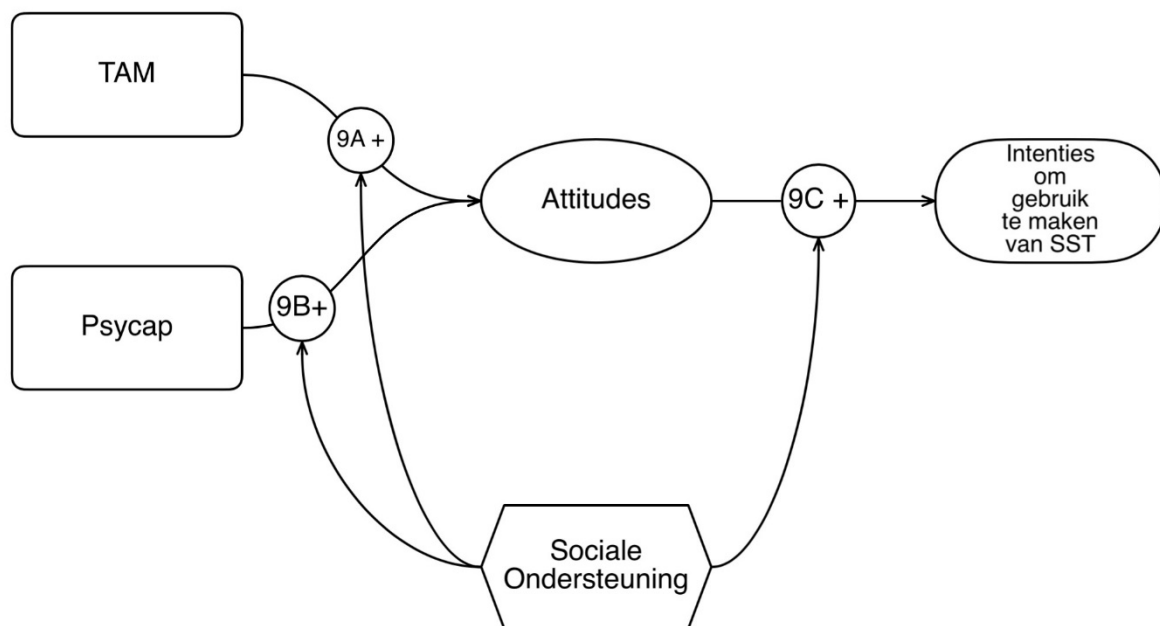 TAM
9A +
Attitudes
9C +
Intenties
om
gebruik
te maken
van SST
Psycap
9B+
Sociale
Ondersteuning